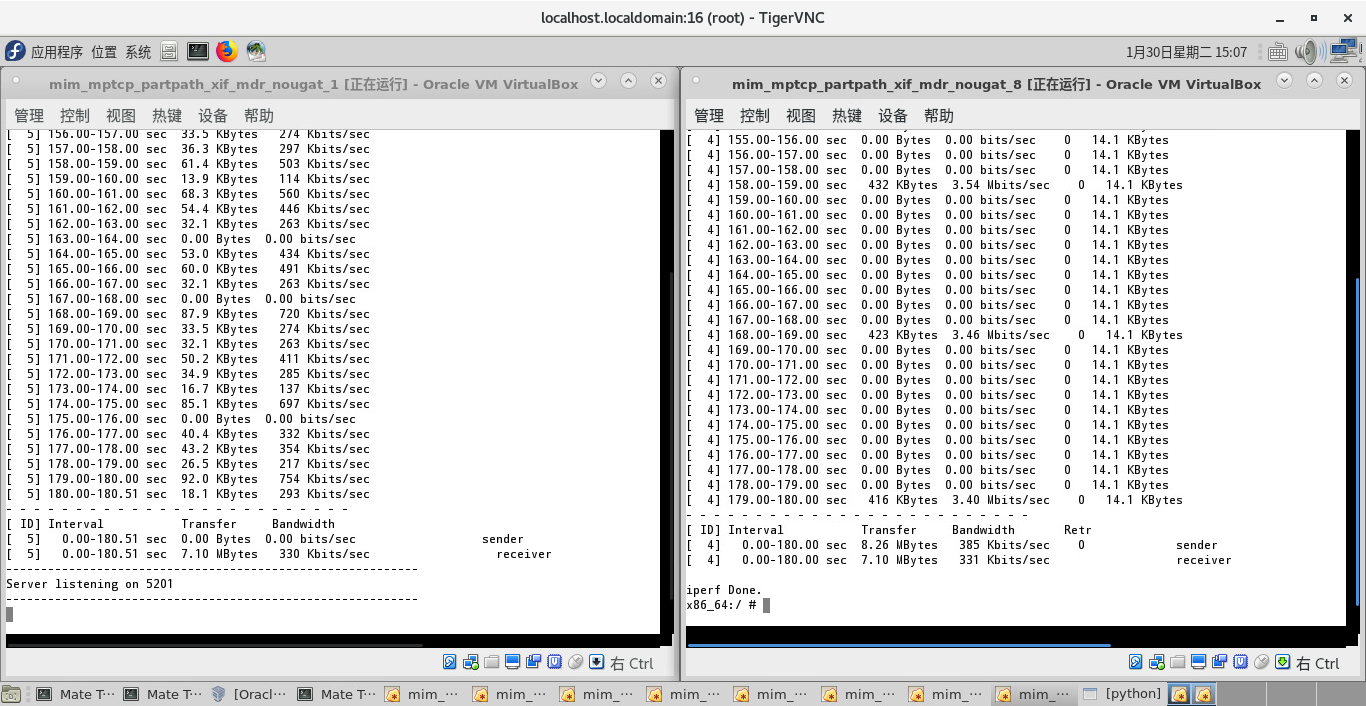 localhost.localdomain:16 (root) - TigerVNC
应用程序 位置 系统
1月30日星期二 15:07
mim_mptcp_partpath_xif_mdr_nougat_1 [正在运行] - Oracle VM VirtualBox
管理 控制 视图 热键 设备 帮助
[  5] 156.00-157.00 sec  33.5 KBytes   274 Kbits/sec
[  5] 157.00-158.00 sec  36.3 KBytes   297 Kbits/sec
[  5] 158.00-159.00 sec  61.4 KBytes   503 Kbits/sec
[  5] 159.00-160.00 sec  13.9 KBytes   114 Kbits/sec
[  5] 160.00-161.00 sec  68.3 KBytes   560 Kbits/sec
[  5] 161.00-162.00 sec  54.4 KBytes   446 Kbits/sec
[  5] 162.00-163.00 sec  32.1 KBytes   263 Kbits/sec
[  5] 163.00-164.00 sec  0.00 Bytes  0.00 bits/sec
[  5] 164.00-165.00 sec  53.0 KBytes   434 Kbits/sec
[  5] 165.00-166.00 sec  60.0 KBytes   491 Kbits/sec
[  5] 166.00-167.00 sec  32.1 KBytes   263 Kbits/sec
[  5] 167.00-168.00 sec  0.00 Bytes  0.00 bits/sec
[  5] 168.00-169.00 sec  87.9 KBytes   720 Kbits/sec
[  5] 169.00-170.00 sec  33.5 KBytes   274 Kbits/sec
[  5] 170.00-171.00 sec  32.1 KBytes   263 Kbits/sec
[  5] 171.00-172.00 sec  50.2 KBytes   411 Kbits/sec
[  5] 172.00-173.00 sec  34.9 KBytes   285 Kbits/sec
[  5] 173.00-174.00 sec  16.7 KBytes   137 Kbits/sec
[  5] 174.00-175.00 sec  85.1 KBytes   697 Kbits/sec
[  5] 175.00-176.00 sec  0.00 Bytes  0.00 bits/sec
[  5] 176.00-177.00 sec  40.4 KBytes   332 Kbits/sec
[  5] 177.00-178.00 sec  43.2 KBytes   354 Kbits/sec
[  5] 178.00-179.00 sec  26.5 KBytes   217 Kbits/sec
[  5] 179.00-180.00 sec  92.0 KBytes   754 Kbits/sec
[  5] 180.00-180.51 sec  18.1 KBytes   293 Kbits/sec
- - - - - - - - - - - - - - - - - - - - - - - - -
[ ID] Interval           Transfer     Bandwidth
[  5]   0.00-180.51 sec  0.00 Bytes  0.00 bits/sec                  sender
[  5]   0.00-180.51 sec  7.10 MBytes   330 Kbits/sec                  receiver
-----------------------------------------------------------
Server listening on 5201
-----------------------------------------------------------
右 Ctrl
mim_mptcp_partpath_xif_mdr_nougat_8 [正在运行] - Oracle VM VirtualBox
管理 控制 视图 热键 设备 帮助
[  4] 155.00-156.00 sec  0.00 Bytes  0.00 bits/sec    0   14.1 KBytes
[  4] 156.00-157.00 sec  0.00 Bytes  0.00 bits/sec    0   14.1 KBytes
[  4] 157.00-158.00 sec  0.00 Bytes  0.00 bits/sec    0   14.1 KBytes
[  4] 158.00-159.00 sec   432 KBytes  3.54 Mbits/sec    0   14.1 KBytes
[  4] 159.00-160.00 sec  0.00 Bytes  0.00 bits/sec    0   14.1 KBytes
[  4] 160.00-161.00 sec  0.00 Bytes  0.00 bits/sec    0   14.1 KBytes
[  4] 161.00-162.00 sec  0.00 Bytes  0.00 bits/sec    0   14.1 KBytes
[  4] 162.00-163.00 sec  0.00 Bytes  0.00 bits/sec    0   14.1 KBytes
[  4] 163.00-164.00 sec  0.00 Bytes  0.00 bits/sec    0   14.1 KBytes
[  4] 164.00-165.00 sec  0.00 Bytes  0.00 bits/sec    0   14.1 KBytes
[  4] 165.00-166.00 sec  0.00 Bytes  0.00 bits/sec    0   14.1 KBytes
[  4] 166.00-167.00 sec  0.00 Bytes  0.00 bits/sec    0   14.1 KBytes
[  4] 167.00-168.00 sec  0.00 Bytes  0.00 bits/sec    0   14.1 KBytes
[  4] 168.00-169.00 sec   423 KBytes  3.46 Mbits/sec    0   14.1 KBytes
[  4] 169.00-170.00 sec  0.00 Bytes  0.00 bits/sec    0   14.1 KBytes
[  4] 170.00-171.00 sec  0.00 Bytes  0.00 bits/sec    0   14.1 KBytes
[  4] 171.00-172.00 sec  0.00 Bytes  0.00 bits/sec    0   14.1 KBytes
[  4] 172.00-173.00 sec  0.00 Bytes  0.00 bits/sec    0   14.1 KBytes
[  4] 173.00-174.00 sec  0.00 Bytes  0.00 bits/sec    0   14.1 KBytes
[  4] 174.00-175.00 sec  0.00 Bytes  0.00 bits/sec    0   14.1 KBytes
[  4] 175.00-176.00 sec  0.00 Bytes  0.00 bits/sec    0   14.1 KBytes
[  4] 176.00-177.00 sec  0.00 Bytes  0.00 bits/sec    0   14.1 KBytes
[  4] 177.00-178.00 sec  0.00 Bytes  0.00 bits/sec    0   14.1 KBytes
[  4] 178.00-179.00 sec  0.00 Bytes  0.00 bits/sec    0   14.1 KBytes
[  4] 179.00-180.00 sec   416 KBytes  3.40 Mbits/sec    0   14.1 KBytes
- - - - - - - - - - - - - - - - - - - - - - - - -
[ ID] Interval           Transfer     Bandwidth       Retr
[  4]   0.00-180.00 sec  8.26 MBytes   385 Kbits/sec    0             sender
[  4]   0.00-180.00 sec  7.10 MBytes   331 Kbits/sec                  receiver
iperf Done.
x86_64:/ #
右 Ctrl
Mate T··· Mate T··· [Oracl··· Mate T··· mim_··· mim_··· mim_··· mim_··· mim_··· mim_··· mim_··· mim_··· [python]